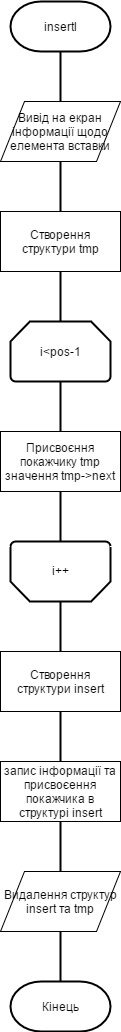 insertl
Вивід на екран
інформації щодо
елемента вставки
Створення
структури tmp
i<pos-1
Присвоєння
покажчику tmp
значення tmp->next
i++
Створення
структури insert
запис інформації та
присвоєення
покажчика в
структурі insert
Видалення структур
insert та tmp
Кінець